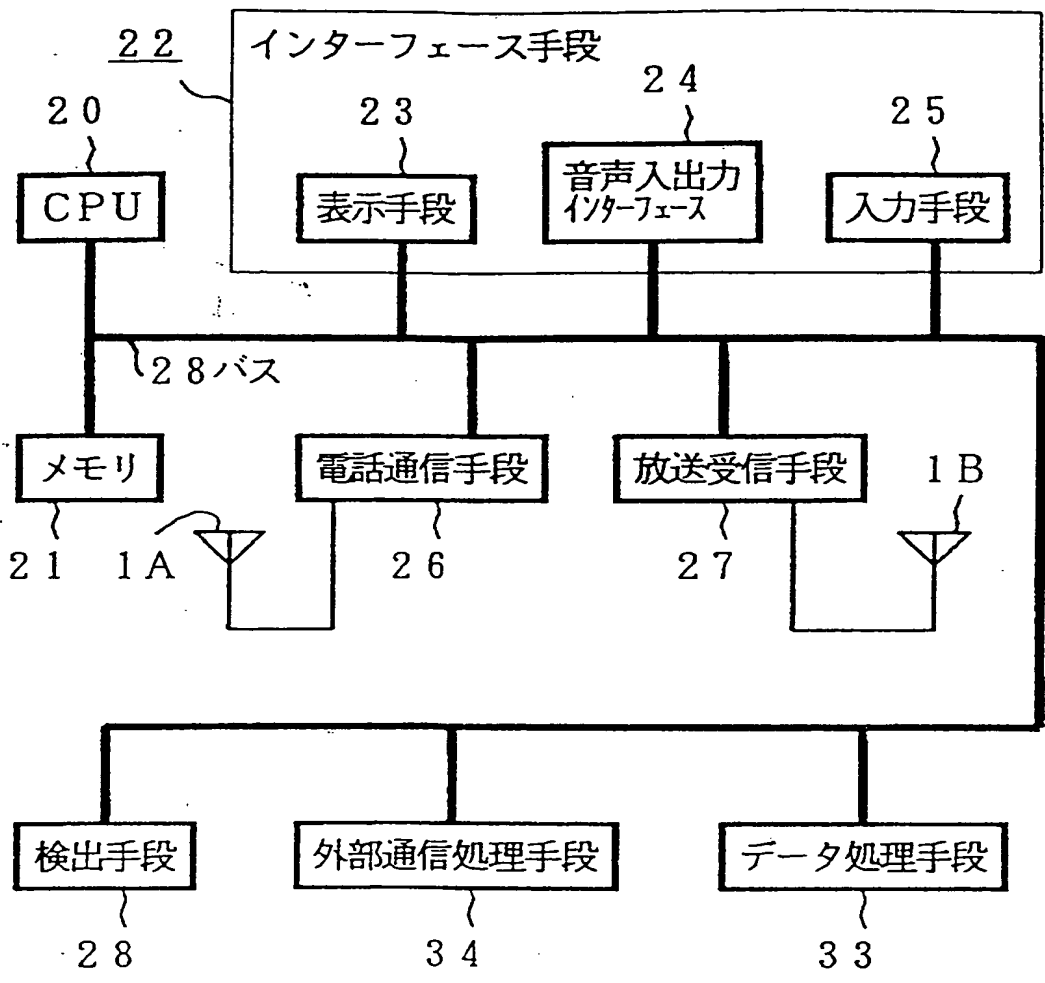 22
インターフェース手段
20
23
24
25
CPU
表示手段
音声入出力
インターフェース
入力手段
28バス
メモリ
電話通信手段
放送受信手段
1B
21
1A
26
27
検出手段
外部通信処理手段
データ処理手段
28
34
33